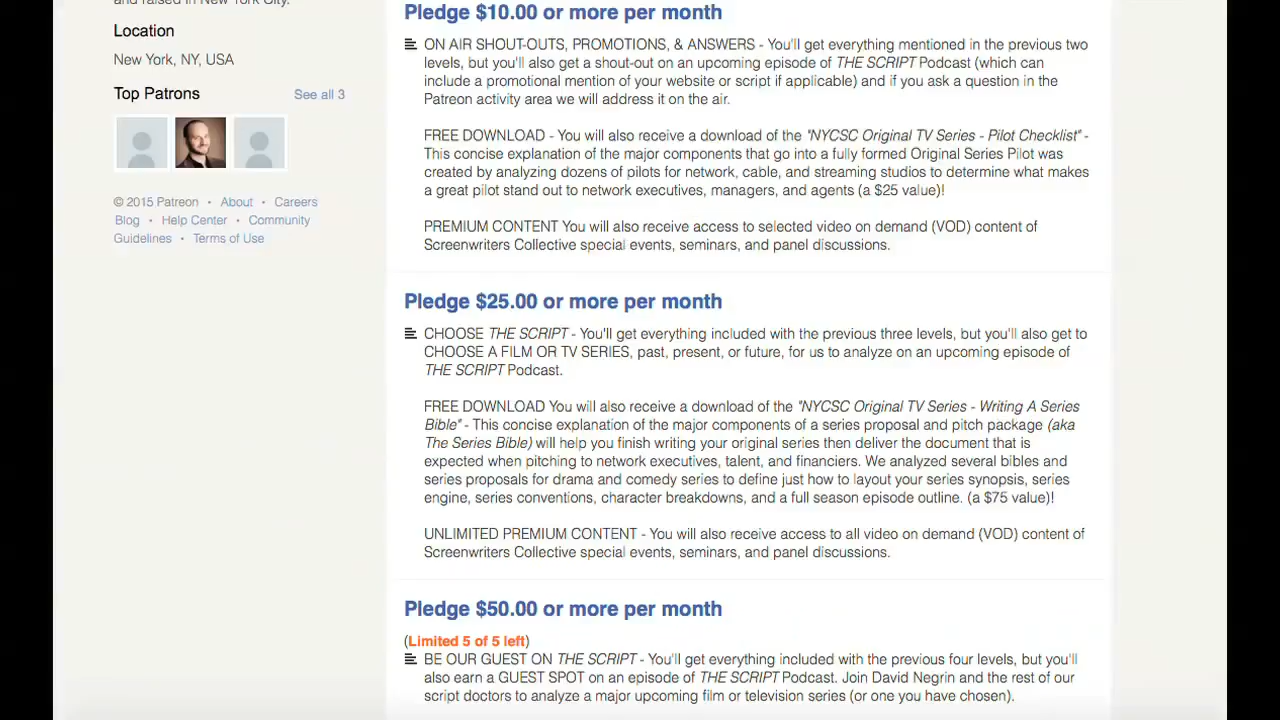 and raised in New York City.
Location
New York, NY, USA
Top Patrons
See all 3
© 2015 Patreon • About • Careers
Blog • Help Center • Community
Guidelines • Terms of Use
Pledge $10.00 or more per month
ON AIR SHOUT-OUTS, PROMOTIONS, & ANSWERS - You'll get everything mentioned in the previous two
levels, but you'll also get a shout-out on an upcoming episode of THE SCRIPT Podcast (which can
include a promotional mention of your website or script if applicable) and if you ask a question in the
Patreon activity area we will address it on the air.
FREE DOWNLOAD - You will also receive a download of the "NYCSC Original TV Series - Pilot Checklist" -
This concise explanation of the major components that go into a fully formed Original Series Pilot was
created by analyzing dozens of pilots for network, cable, and streaming studios to determine what makes
a great pilot stand out to network executives, managers, and agents (a $25 value)!
PREMIUM CONTENT You will also receive access to selected video on demand (VOD) content of
Screenwriters Collective special events, seminars, and panel discussions.
Pledge $25.00 or more per month
CHOOSE THE SCRIPT - You'll get everything included with the previous three levels, but you'll also get to
CHOOSE A FILM OR TV SERIES, past, present, or future, for us to analyze on an upcoming episode of
THE SCRIPT Podcast.
FREE DOWNLOAD You will also receive a download of the "NYCSC Original TV Series - Writing A Series
Bible" - This concise explanation of the major components of a series proposal and pitch package (aka
The Series Bible) will help you finish writing your original series then deliver the document that is
expected when pitching to network executives, talent, and financiers. We analyzed several bibles and
series proposals for drama and comedy series to define just how to layout your series synopsis, series
engine, series conventions, character breakdowns, and a full season episode outline. (a $75 value)!
UNLIMITED PREMIUM CONTENT - You will also receive access to all video on demand (VOD) content of
Screenwriters Collective special events, seminars, and panel discussions.
Pledge $50.00 or more per month
(Limited 5 of 5 left)
BE OUR GUEST ON THE SCRIPT - You'll get everything included with the previous four levels, but you'll
also earn a GUEST SPOT on an episode of THE SCRIPT Podcast. Join David Negrin and the rest of our
script doctors to analyze a major upcoming film or television series (or one you have chosen).